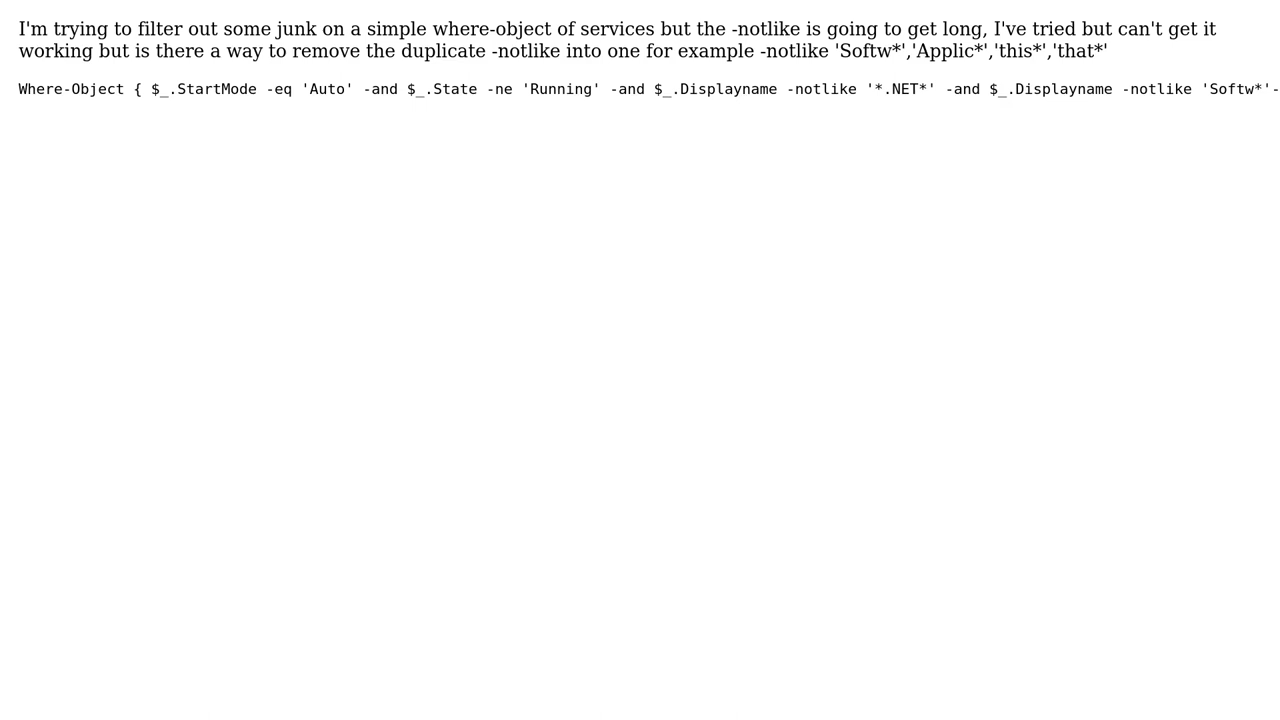 I'm trying to filter out some junk on a simple where-object of services but the -notlike is going to get long, I've tried but can't get it
working but is there a way to remove the duplicate -notlike into one for example -notlike 'Softw*','Applic*','this*','that*'
Where-Object { $_.StartMode -eq 'Auto' -and $_.State -ne 'Running' -and $_.Displayname -notlike '*.NET*' -and $_.Displayname -notlike 'Softw*'-